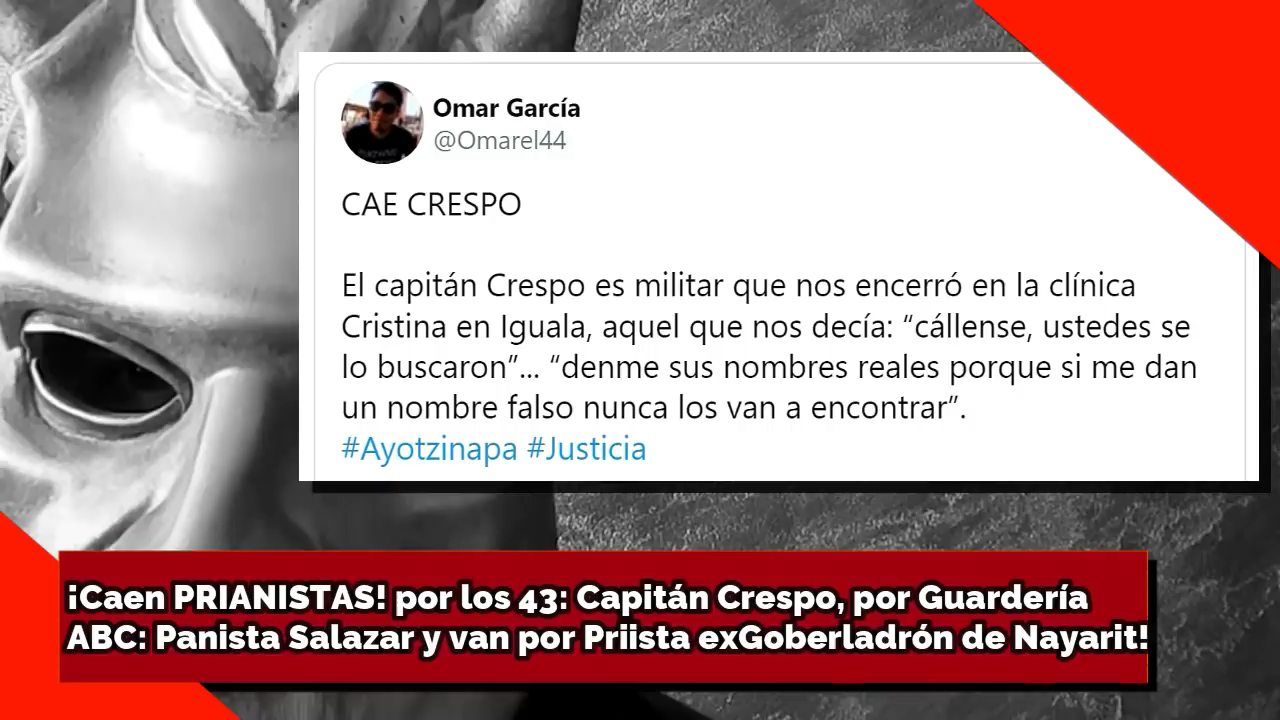 Omar García
@Omarel44
CAE CRESPO
El capitán Crespo es militar que nos encerró en la clínica
Cristina en Iguala, aquel que nos decía: “cállense, ustedes se
lo buscaron”... “denme sus nombres reales porque si me dan
un nombre falso nunca los van a encontrar”.
#Ayotzinapa #Justicia
¡Caen PRIANISTAS! por los 43: Capitán Crespo, por Guardería
ABC: Panista Salazar y van por Priista exGoberladrón de Nayarit!